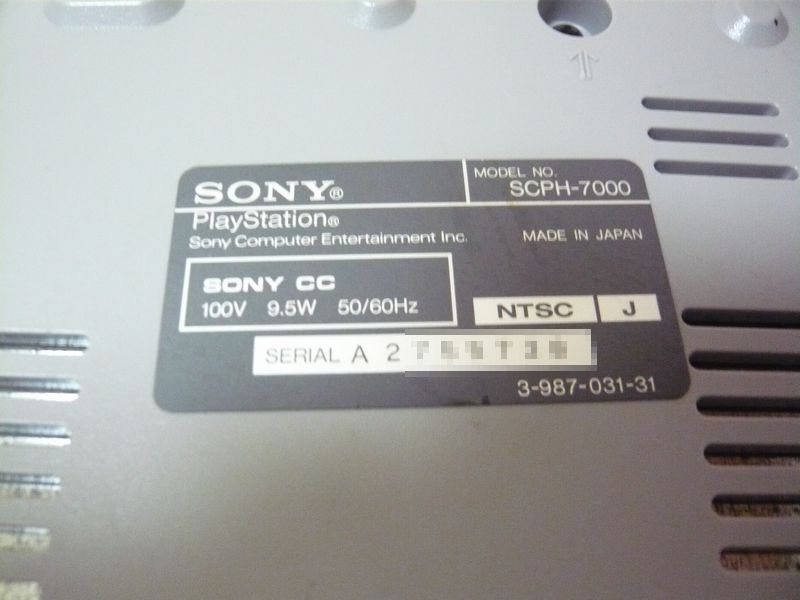 SONY®
MODEL NO.
SCPH-7000
PlayStation®
Sony Computer Entertainment Inc.
MADE IN JAPAN
SONY CC
100V 9.5W 50/60Hz
NTSC J
SERIAL A 2
3-987-031-31